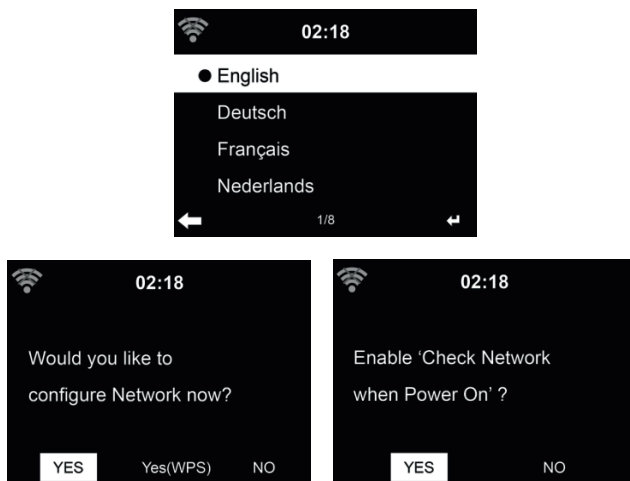 02:18
English
Deutsch
Français
Nederlands
1/8
02:18
Would you like to
configure Network now?
YES Yes(WPS) NO
02:18
Enable ‘Check Network
when Power On’ ?
YES NO